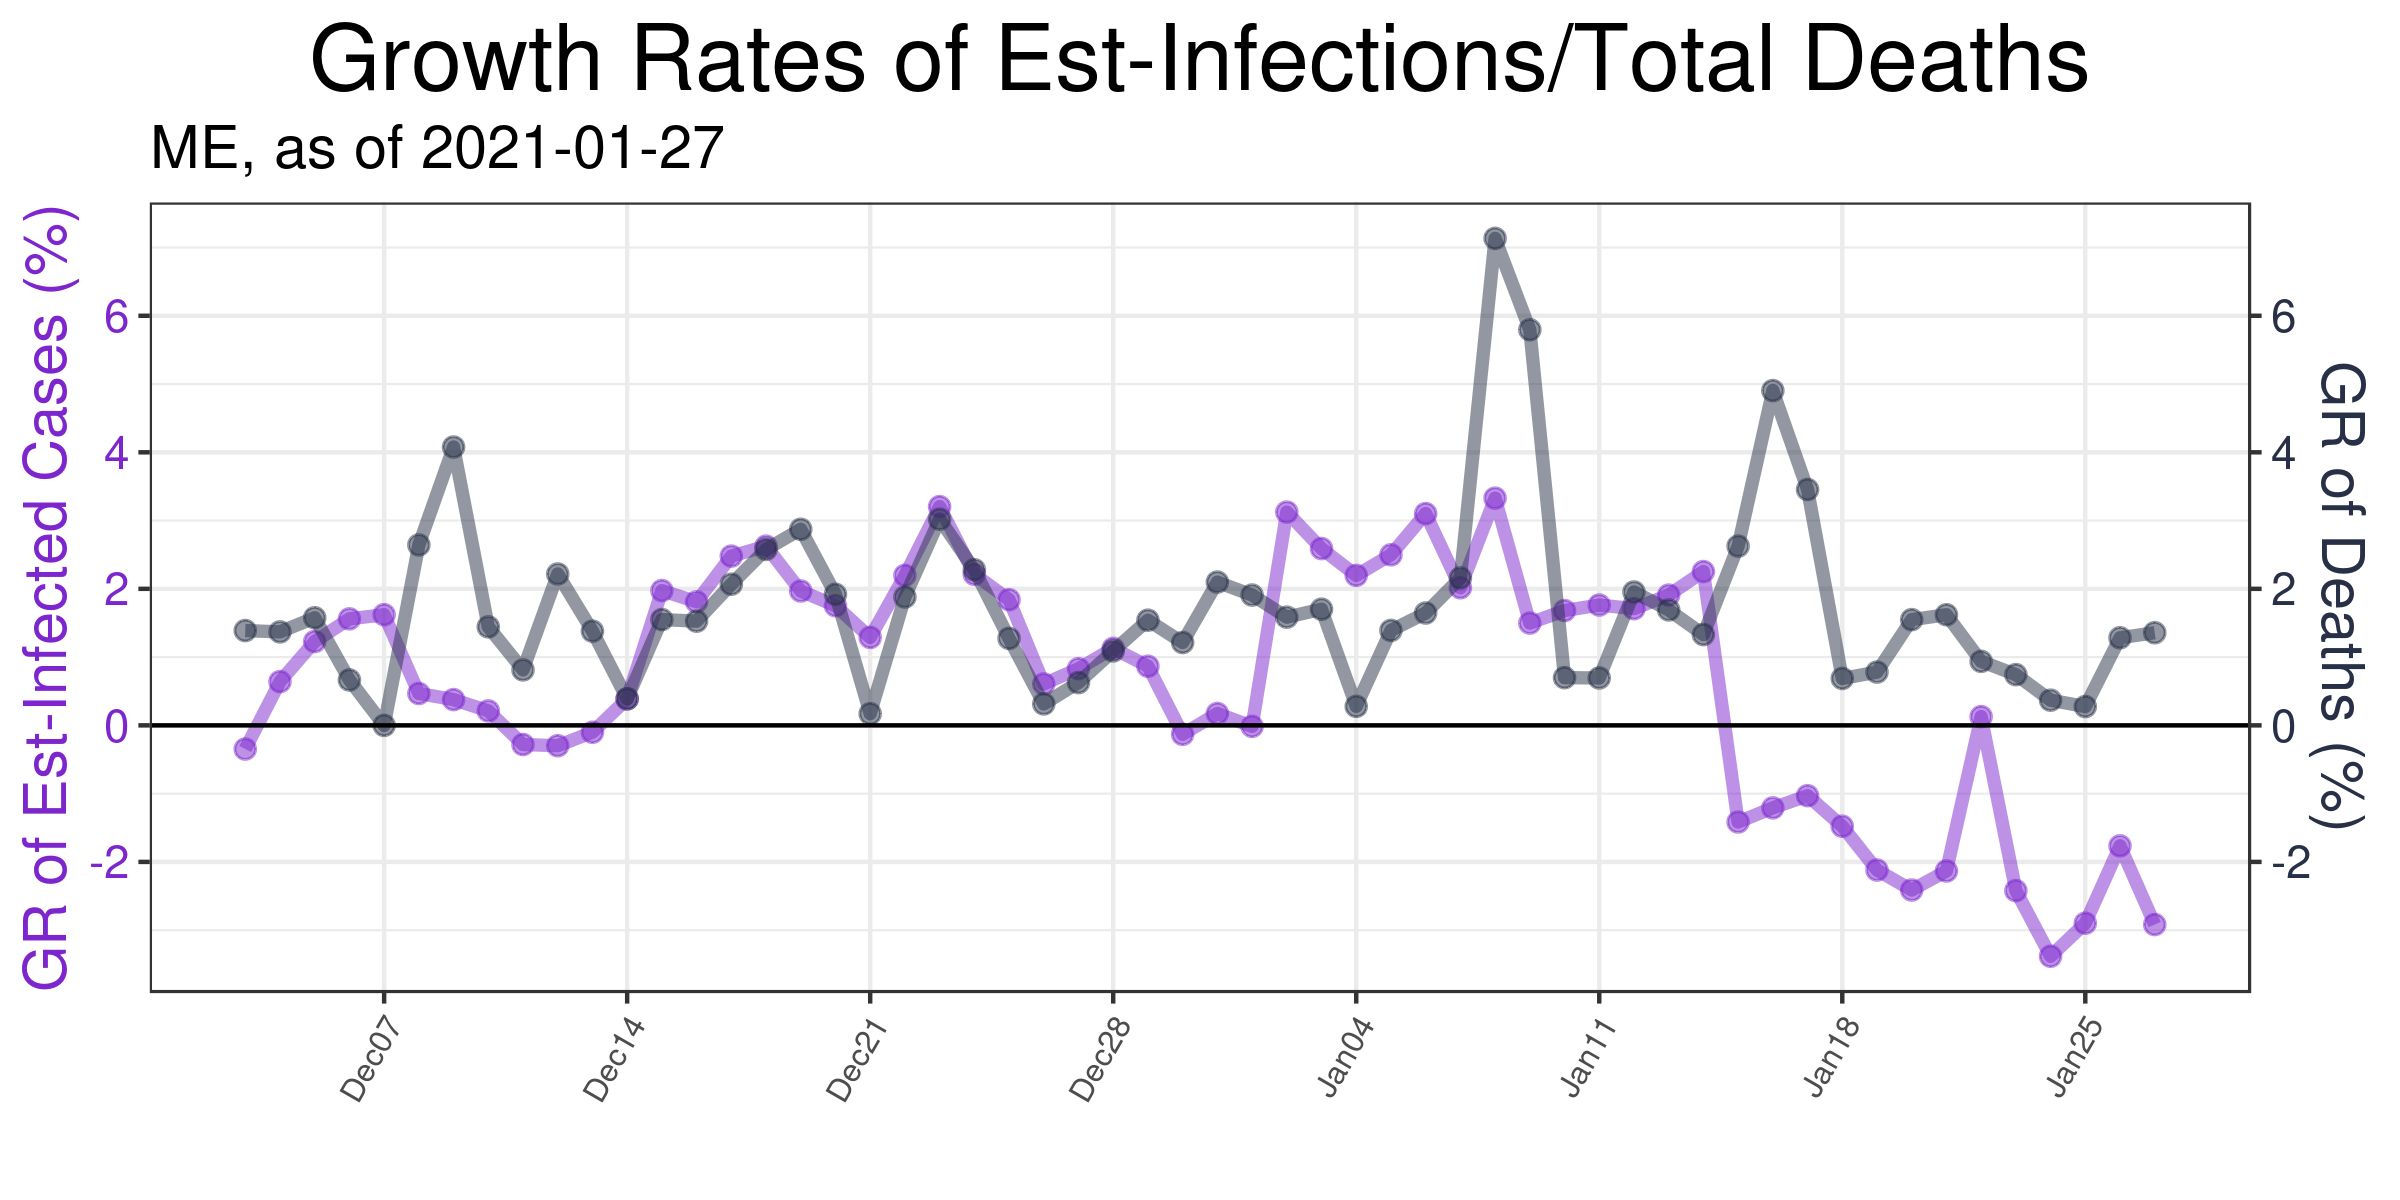 Growth Rates of Est-Infections/Total Deaths
ME, as of 2021-01-27
GR of Est-Infected Cases (%)
6
4
2
0
-2
6
4
2
0
-2
GR of Deaths (%)
Dec07
Dec14
Dec21
Dec28
Jan04
Jan11
Jan18
Jan25